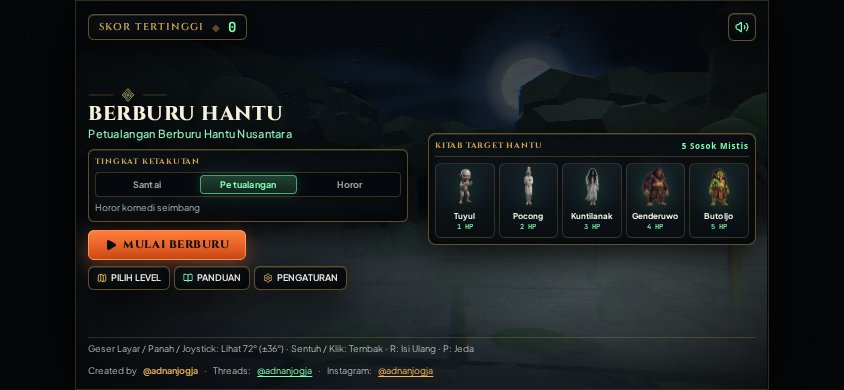 SKOR TERTINGGI ◆ 0
BERBURU HANTU
Petualangan Berburu Hantu Nusantara
TINGKAT KETAKUTAN
Santai Petualangan Horor
Horor komedi seimbang
MULAI BERBURU
PILIH LEVEL PANDUAN PENGATURAN
KITAB TARGET HANTU 5 Sosok Mistis
Tuyul Pocong Kuntilanak Genderuwo Butoljo
1 HP 2 HP 3 HP 4 HP 5 HP
Geser Layar / Panah / Joystick: Lihat 72° (±36°) · Sentuh / Klik: Tembak · R: Isi Ulang · P: Jeda
Created by @adnanjogja · Threads: @adnanjogja · Instagram: @adnanjogja